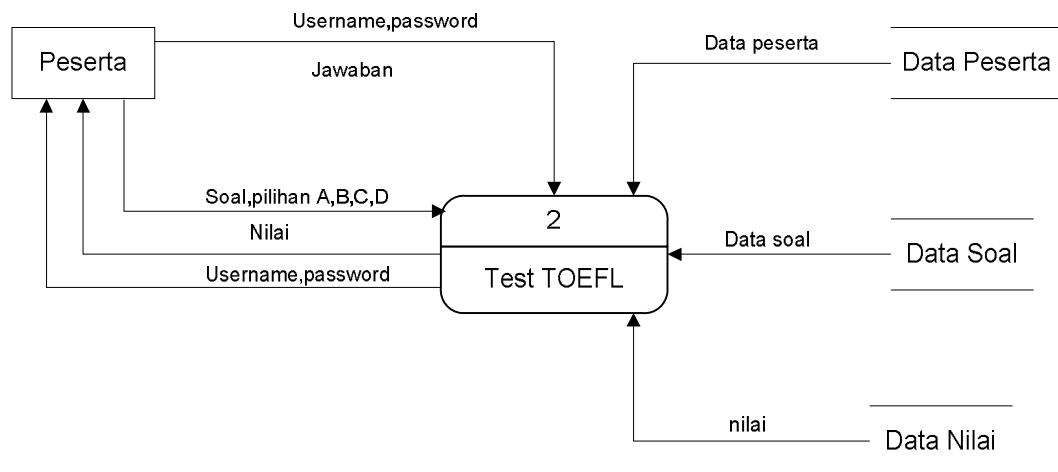 Username,password
Data peserta
Peserta
Data Peserta
Jawaban
Soal,pilihan A,B,C,D
2
Nilai
Data soal
Data Soal
Username,password
Test TOEFL
nilai
Data Nilai